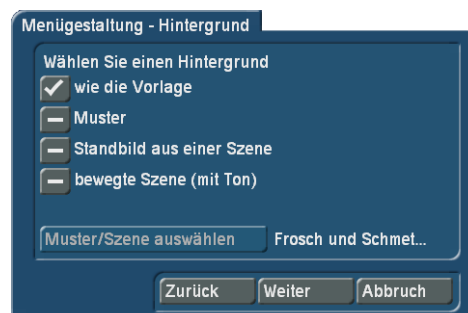 Menügestaltung - Hintergrund
Wählen Sie einen Hintergrund
wie die Vorlage
Muster
Standbild aus einer Szene
bewegte Szene (mit Ton)
Muster/Szene auswählen Frosch und Schmet...
Zurück Weiter Abbruch